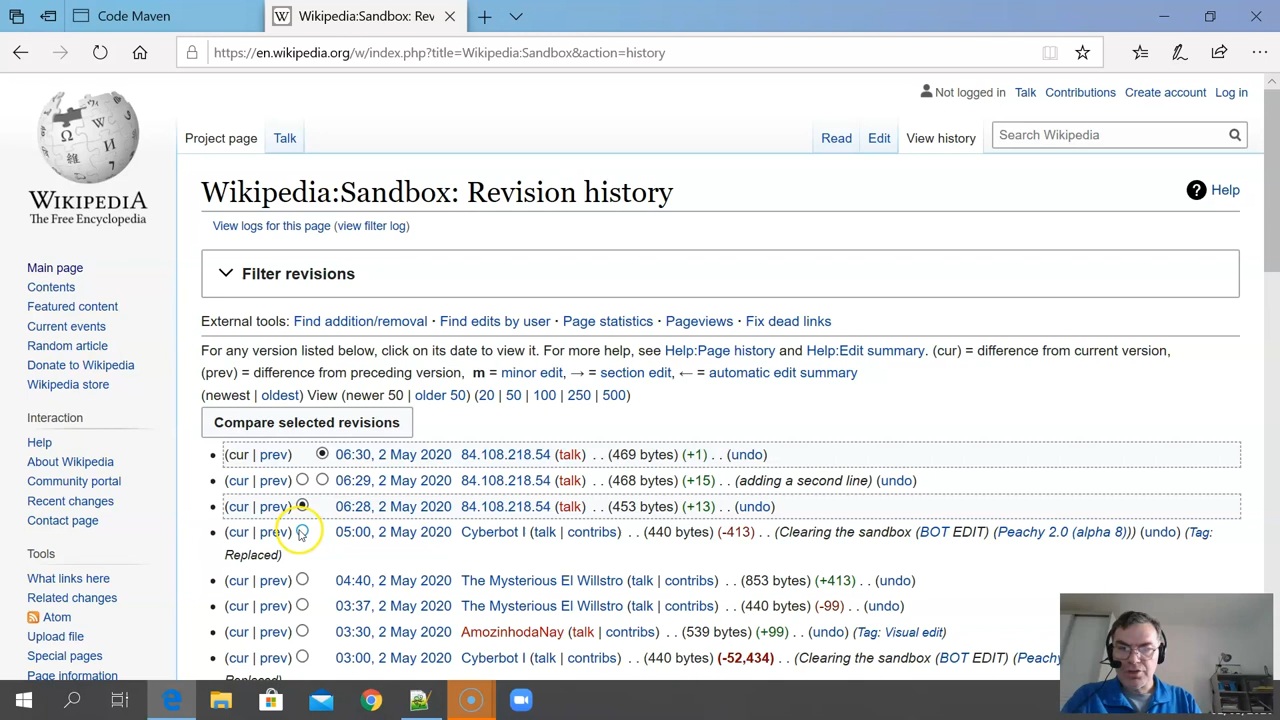 Code Maven
Wikipedia:Sandbox: Rev
https://en.wikipedia.org/w/index.php?title=Wikipedia:Sandbox&action=history
Not logged in Talk Contributions Create account Log in
Project page Talk Read Edit View history Search Wikipedia
WIKIPEDIA
The Free Encyclopedia
Main page
Contents
Featured content
Current events
Random article
Donate to Wikipedia
Wikipedia store
Interaction
Help
About Wikipedia
Community portal
Recent changes
Contact page
Tools
What links here
Related changes
Atom
Upload file
Special pages
Page information
Wikipedia:Sandbox: Revision history
Help
View logs for this page (view filter log)
Filter revisions
External tools: Find addition/removal · Find edits by user · Page statistics · Pageviews · Fix dead links
For any version listed below, click on its date to view it. For more help, see Help:Page history and Help:Edit summary. (cur) = difference from current version,
(prev) = difference from preceding version, m = minor edit, → = section edit, ← = automatic edit summary
(newest | oldest) View (newer 50 | older 50) (20 | 50 | 100 | 250 | 500)
Compare selected revisions
(cur | prev) 06:30, 2 May 2020 84.108.218.54 (talk) . . (469 bytes) (+1) . . (undo)
(cur | prev) 06:29, 2 May 2020 84.108.218.54 (talk) . . (468 bytes) (+15) . . (adding a second line) (undo)
(cur | prev) 06:28, 2 May 2020 84.108.218.54 (talk) . . (453 bytes) (+13) . . (undo)
(cur | prev) 05:00, 2 May 2020 Cyberbot I (talk | contribs) . . (440 bytes) (-413) . . (Clearing the sandbox (BOT EDIT) (Peachy 2.0 (alpha 8))) (undo) (Tag:
Replaced)
(cur | prev) 04:40, 2 May 2020 The Mysterious El Willstro (talk | contribs) . . (853 bytes) (+413) . . (undo)
(cur | prev) 03:37, 2 May 2020 The Mysterious El Willstro (talk | contribs) . . (440 bytes) (-99) . . (undo)
(cur | prev) 03:30, 2 May 2020 AmozinhodaNay (talk | contribs) . . (539 bytes) (+99) . . (undo) (Tag: Visual edit)
(cur | prev) 03:00, 2 May 2020 Cyberbot I (talk | contribs) . . (440 bytes) (-52,434) . . (Clearing the sandbox (BOT EDIT) (Peachy